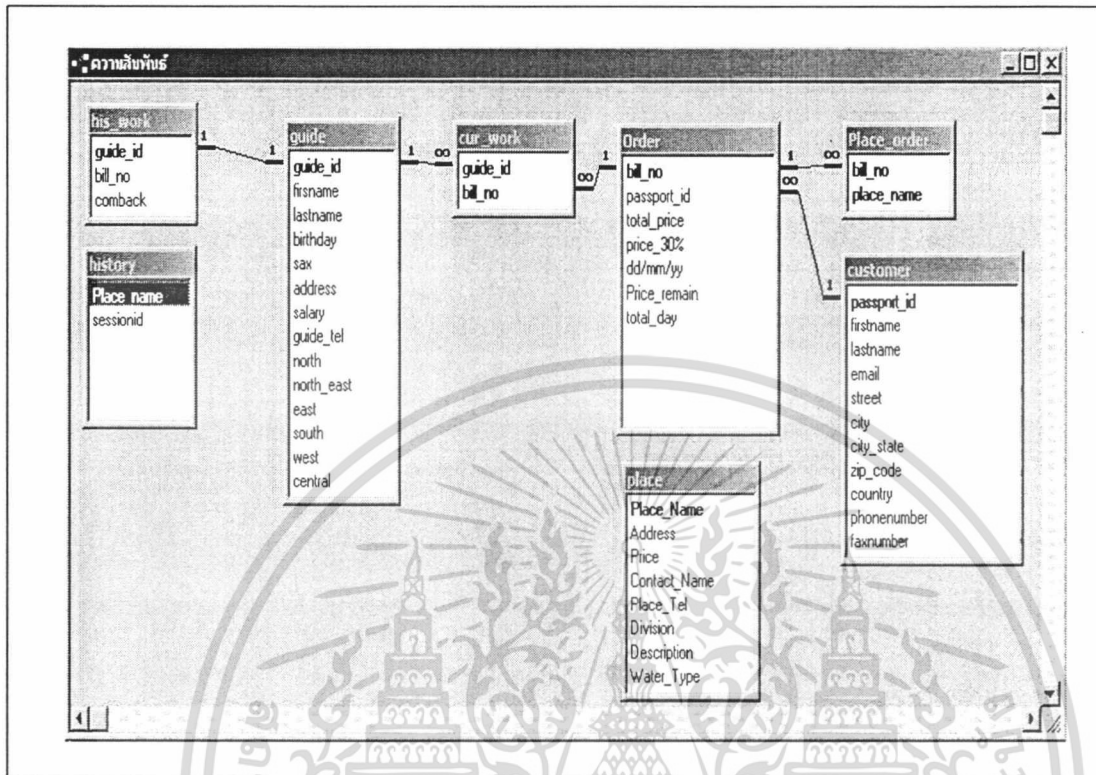 ความสัมพันธ์
his_work
guide_id
bill_no
comback
history
Place_name
sessionid
1
1
guide
guide_id
firsname
lastname
birthday
sax
address
salary
guide_tel
north
north_east
east
south
west
central
1
∞
cur_work
guide_id
bill_no
∞
1
Order
bill_no
passport_id
total_price
price_30%
dd/mm/yy
Price_remain
total_day
1
∞
∞
1
Place_order
bill_no
place_name
customer
passport_id
firstname
lastname
email
street
city
city_state
zip_code
country
phonenumber
faxnumber
place
Place_Name
Address
Price
Contact_Name
Place_Tel
Division
Description
Water_Type